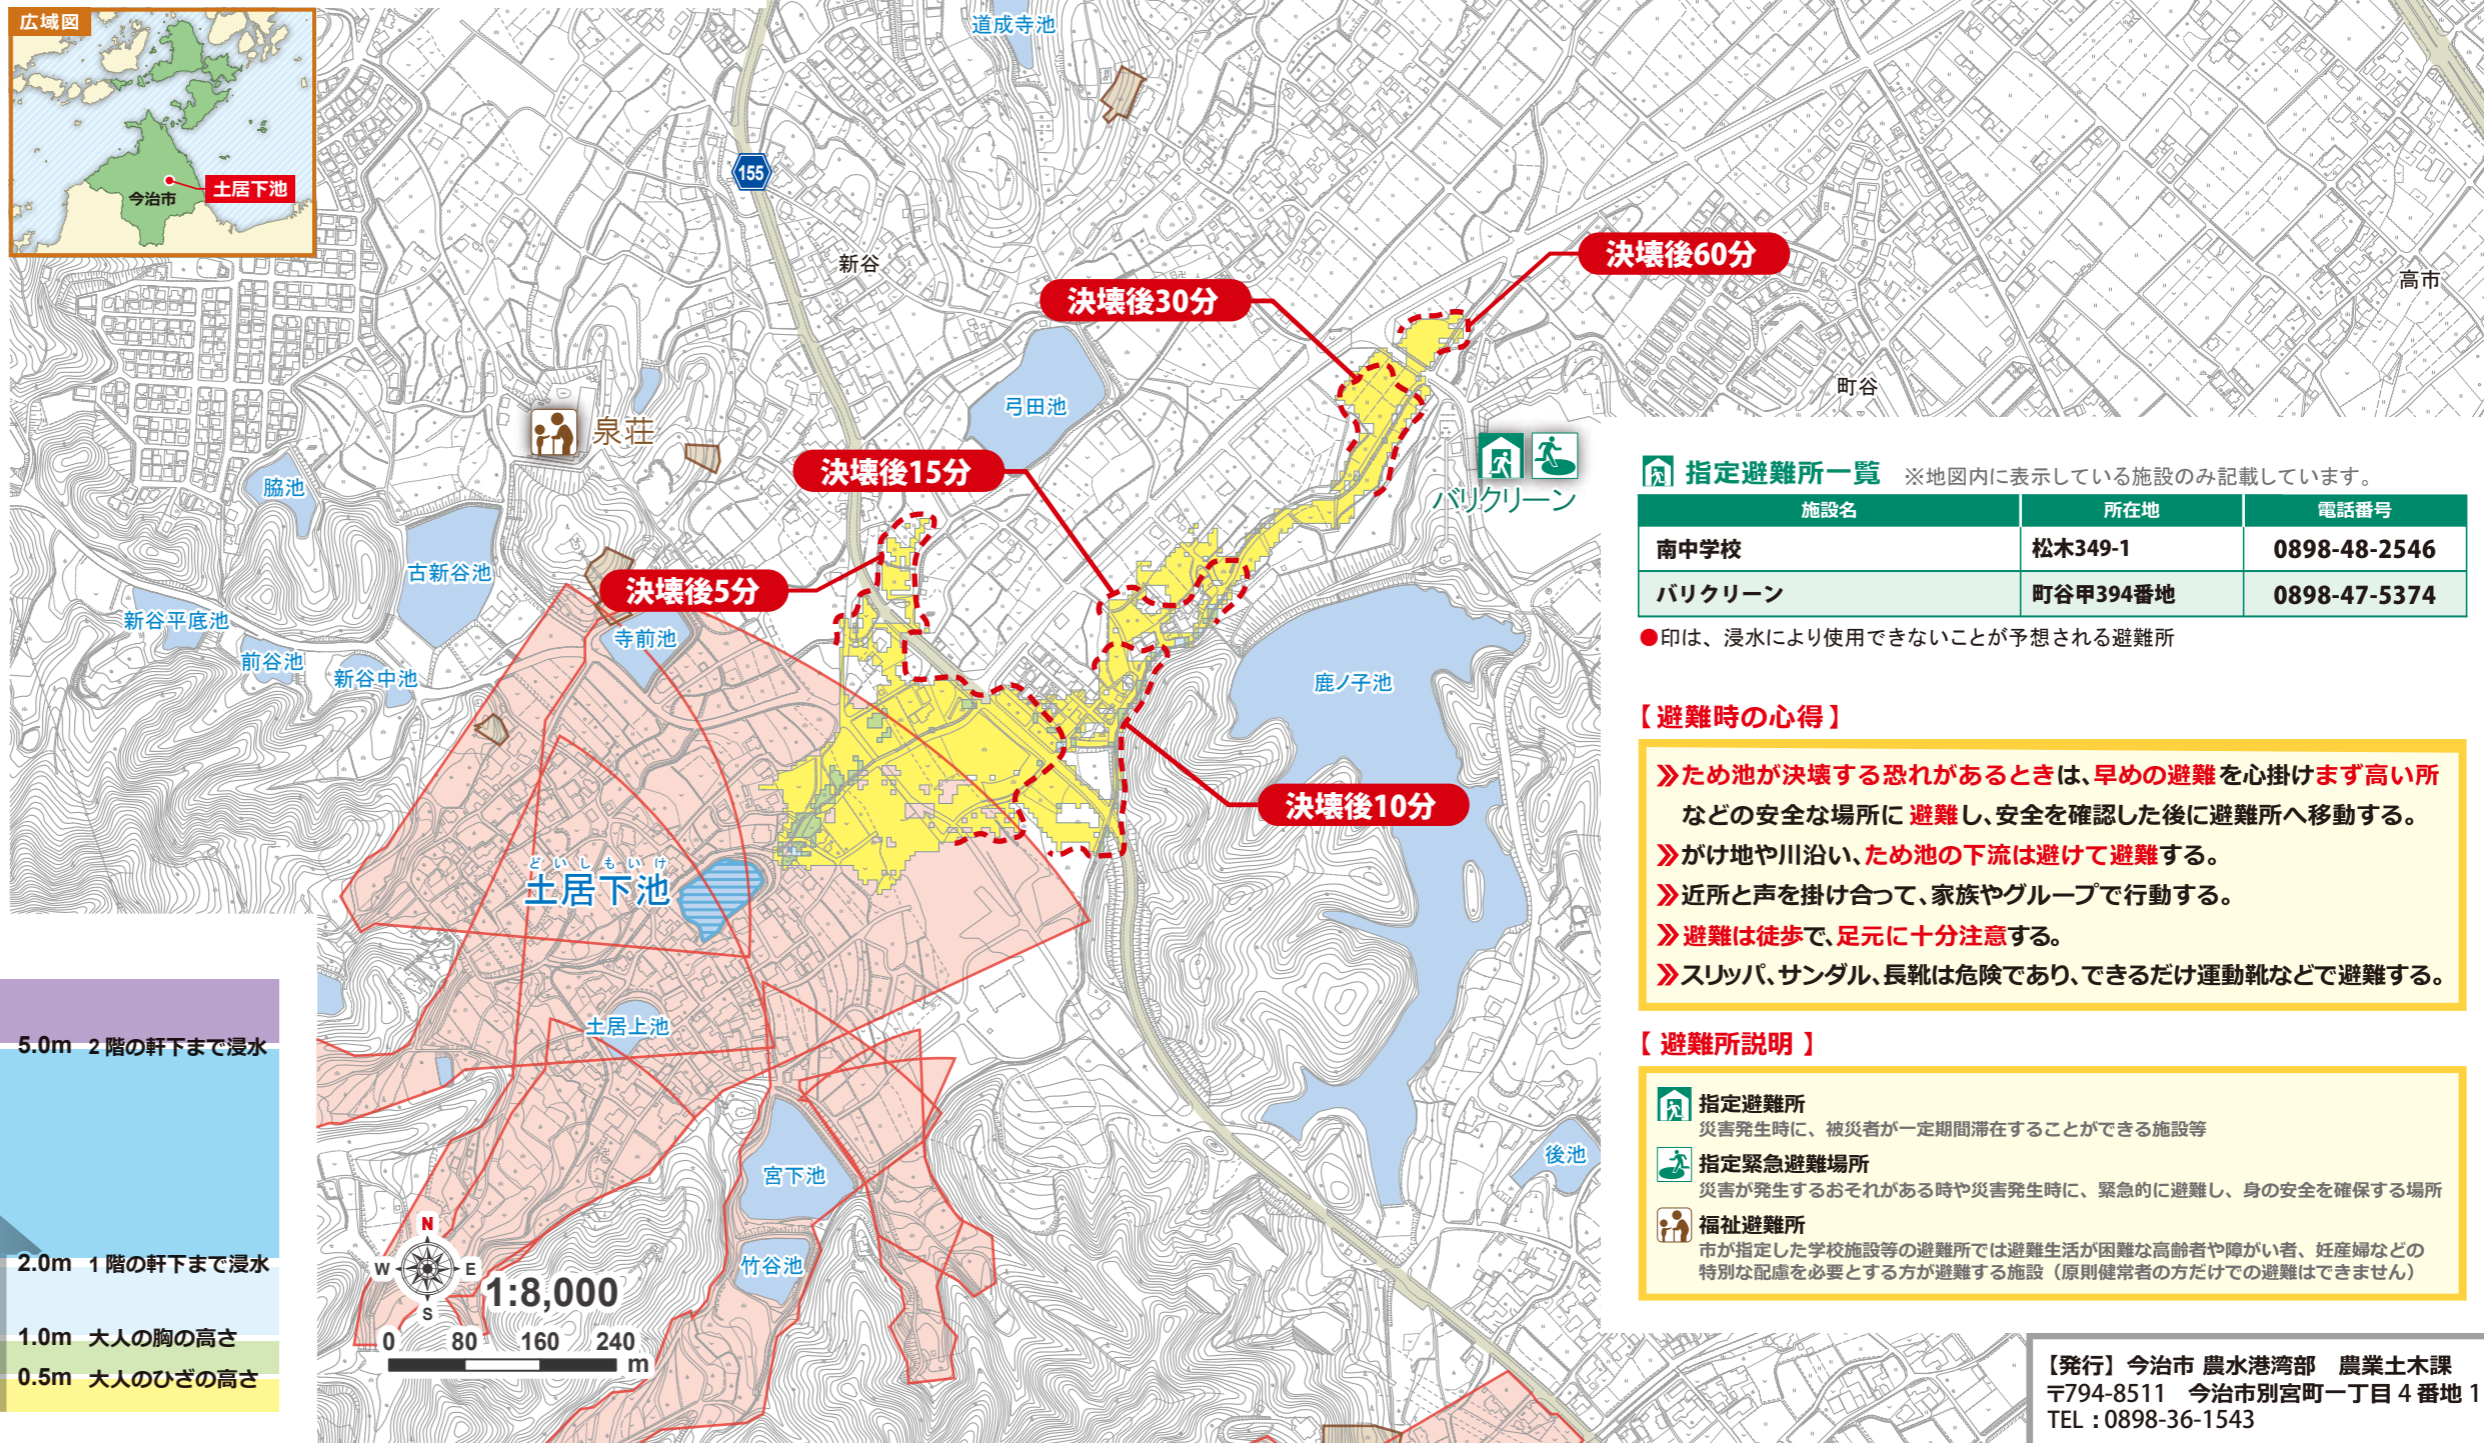 広域図
今治市
土居下池
道成寺池
155
新谷
決壊後60分
決壊後30分
高市
町谷
弓田池
泉荘
決壊後15分
バリクリーン
脇池
古新谷池
決壊後5分
新谷平底池
寺前池
前谷池
新谷中池
鹿ノ子池
決壊後10分
どいしもいけ
土居下池
土居上池
宮下池
後池
竹谷池
N
W E
S
1:8,000
0 80 160 240
m
5.0m 2階の軒下まで浸水
2.0m 1階の軒下まで浸水
1.0m 大人の胸の高さ
0.5m 大人のひざの高さ
指定避難所一覧 ※地図内に表示している施設のみ記載しています。
施設名 所在地 電話番号
南中学校 松木349-1 0898-48-2546
バリクリーン 町谷甲394番地 0898-47-5374
●印は、浸水により使用できないことが予想される避難所
【避難時の心得】
≫ため池が決壊する恐れがあるときは、早めの避難を心掛けまず高い所
などの安全な場所に避難し、安全を確認した後に避難所へ移動する。
≫がけ地や川沿い、ため池の下流は避けて避難する。
≫近所と声を掛け合って、家族やグループで行動する。
≫避難は徒歩で、足元に十分注意する。
≫スリッパ、サンダル、長靴は危険であり、できるだけ運動靴などで避難する。
【避難所説明】
指定避難所
災害発生時に、被災者が一定期間滞在することができる施設等
指定緊急避難場所
災害が発生するおそれがある時や災害発生時に、緊急的に避難し、身の安全を確保する場所
福祉避難所
市が指定した学校施設等の避難所では避難生活が困難な高齢者や障がい者、妊産婦などの
特別な配慮を必要とする方が避難する施設（原則健常者の方だけでの避難はできません）
【発行】今治市 農水港湾部 農業土木課
〒794-8511 今治市別宮町一丁目4番地1
TEL：0898-36-1543